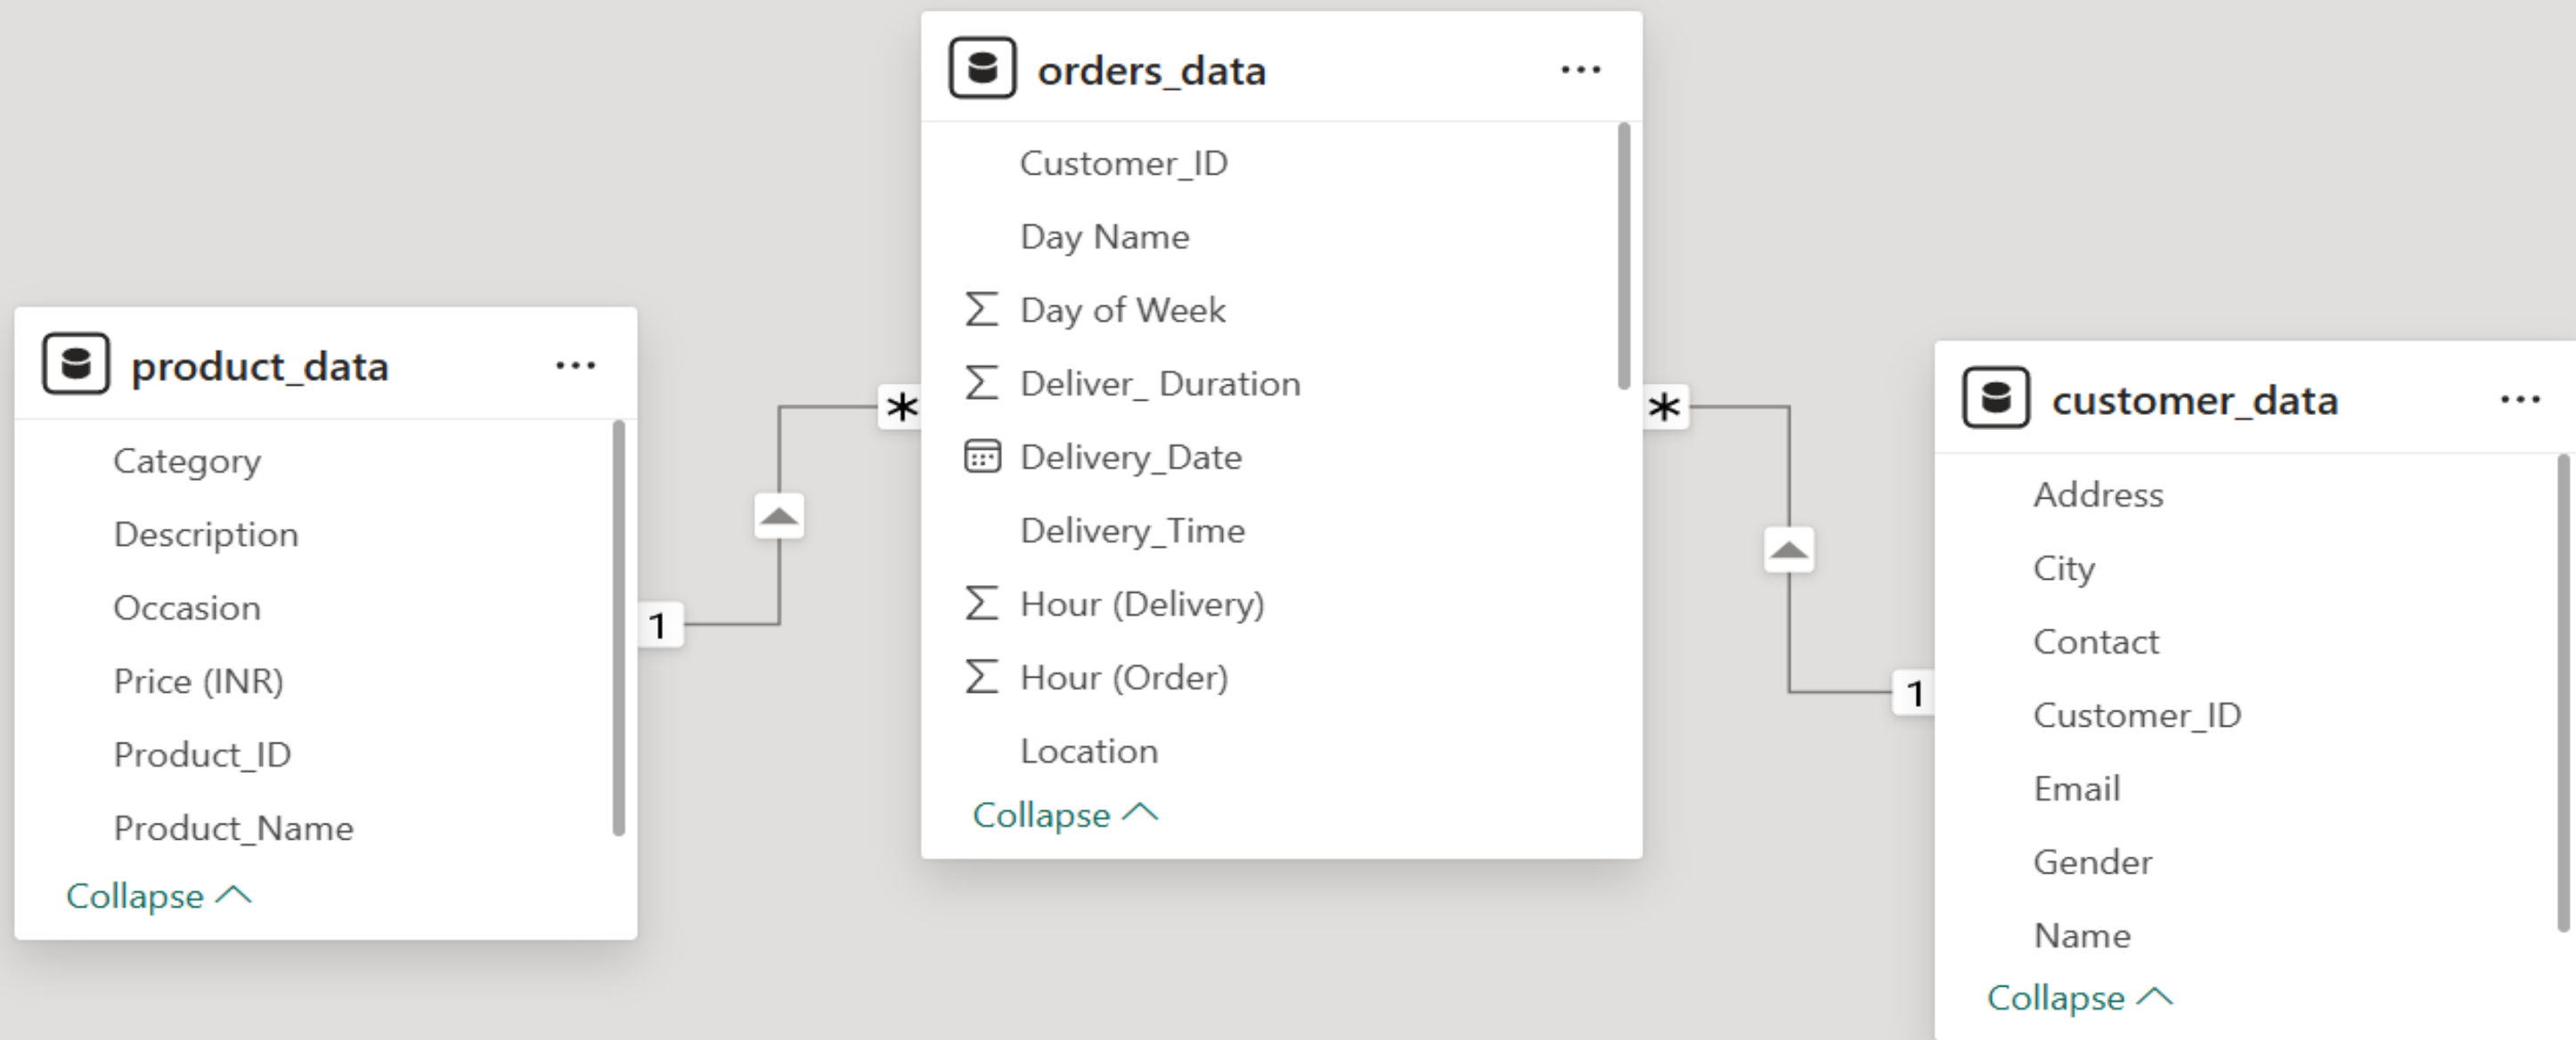 product_data
Category
Description
Occasion
Price (INR)
Product_ID
Product_Name
Collapse
1
*
orders_data
Customer_ID
Day Name
Day of Week
Deliver_ Duration
Delivery_Date
Delivery_Time
Hour (Delivery)
Hour (Order)
Location
Collapse
*
1
customer_data
Address
City
Contact
Customer_ID
Email
Gender
Name
Collapse